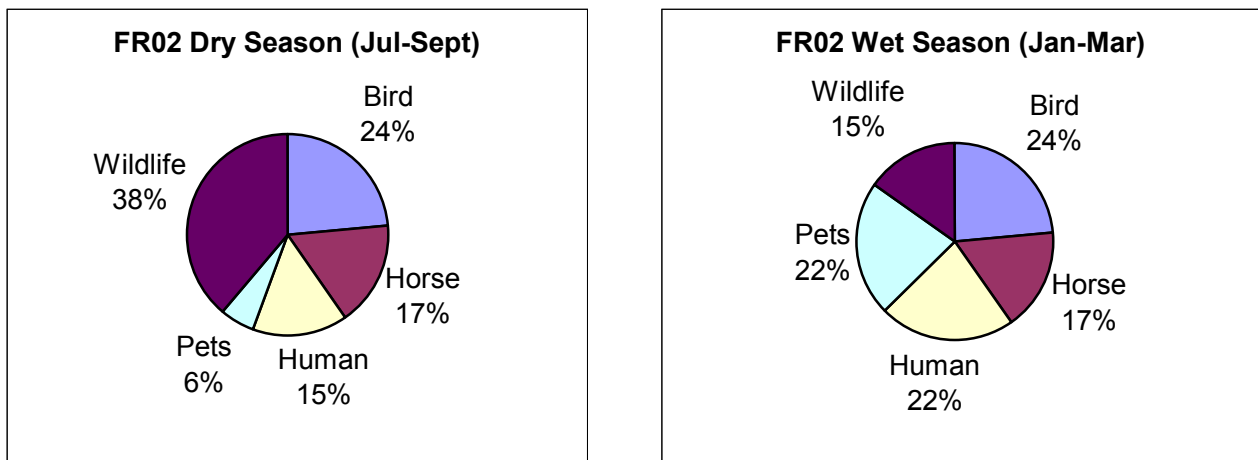 FR02 Dry Season (Jul-Sept)
Bird
24%
Horse
17%
Human
15%
Pets
6%
Wildlife
38%
FR02 Wet Season (Jan-Mar)
Bird
24%
Horse
17%
Human
22%
Pets
22%
Wildlife
15%